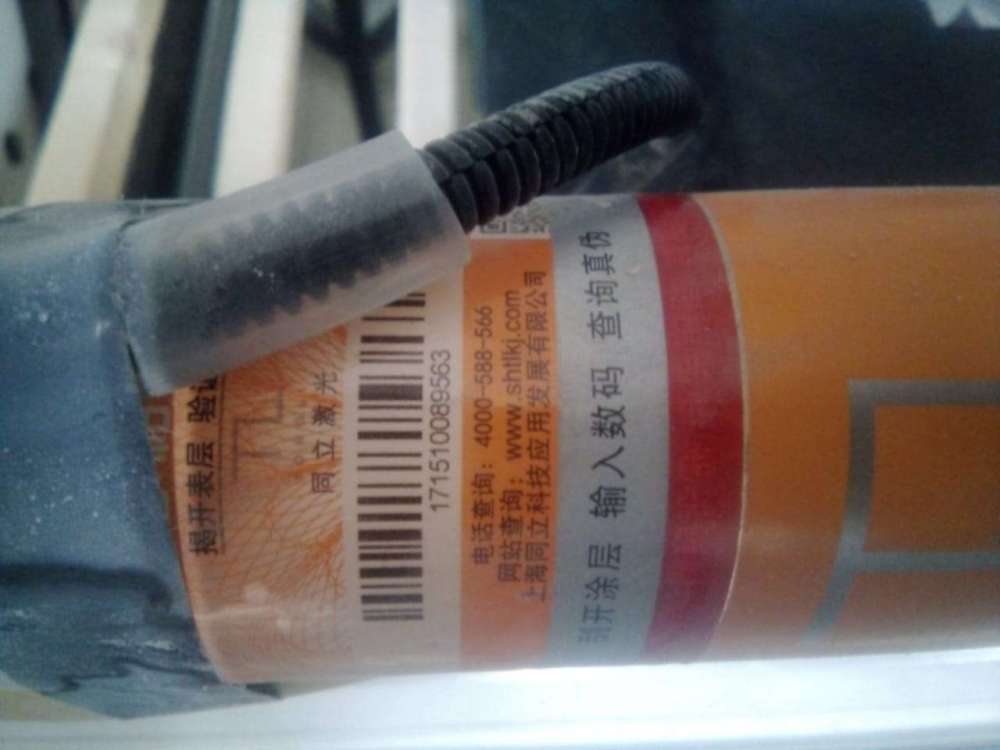 揭开表层 验证
同立激光
17151008956​3
电话查询：4000-588-566
网站查询：www.shtlkj.com
上海同立科技应用发展有限公司
刮开涂层 输入数码 查询真伪